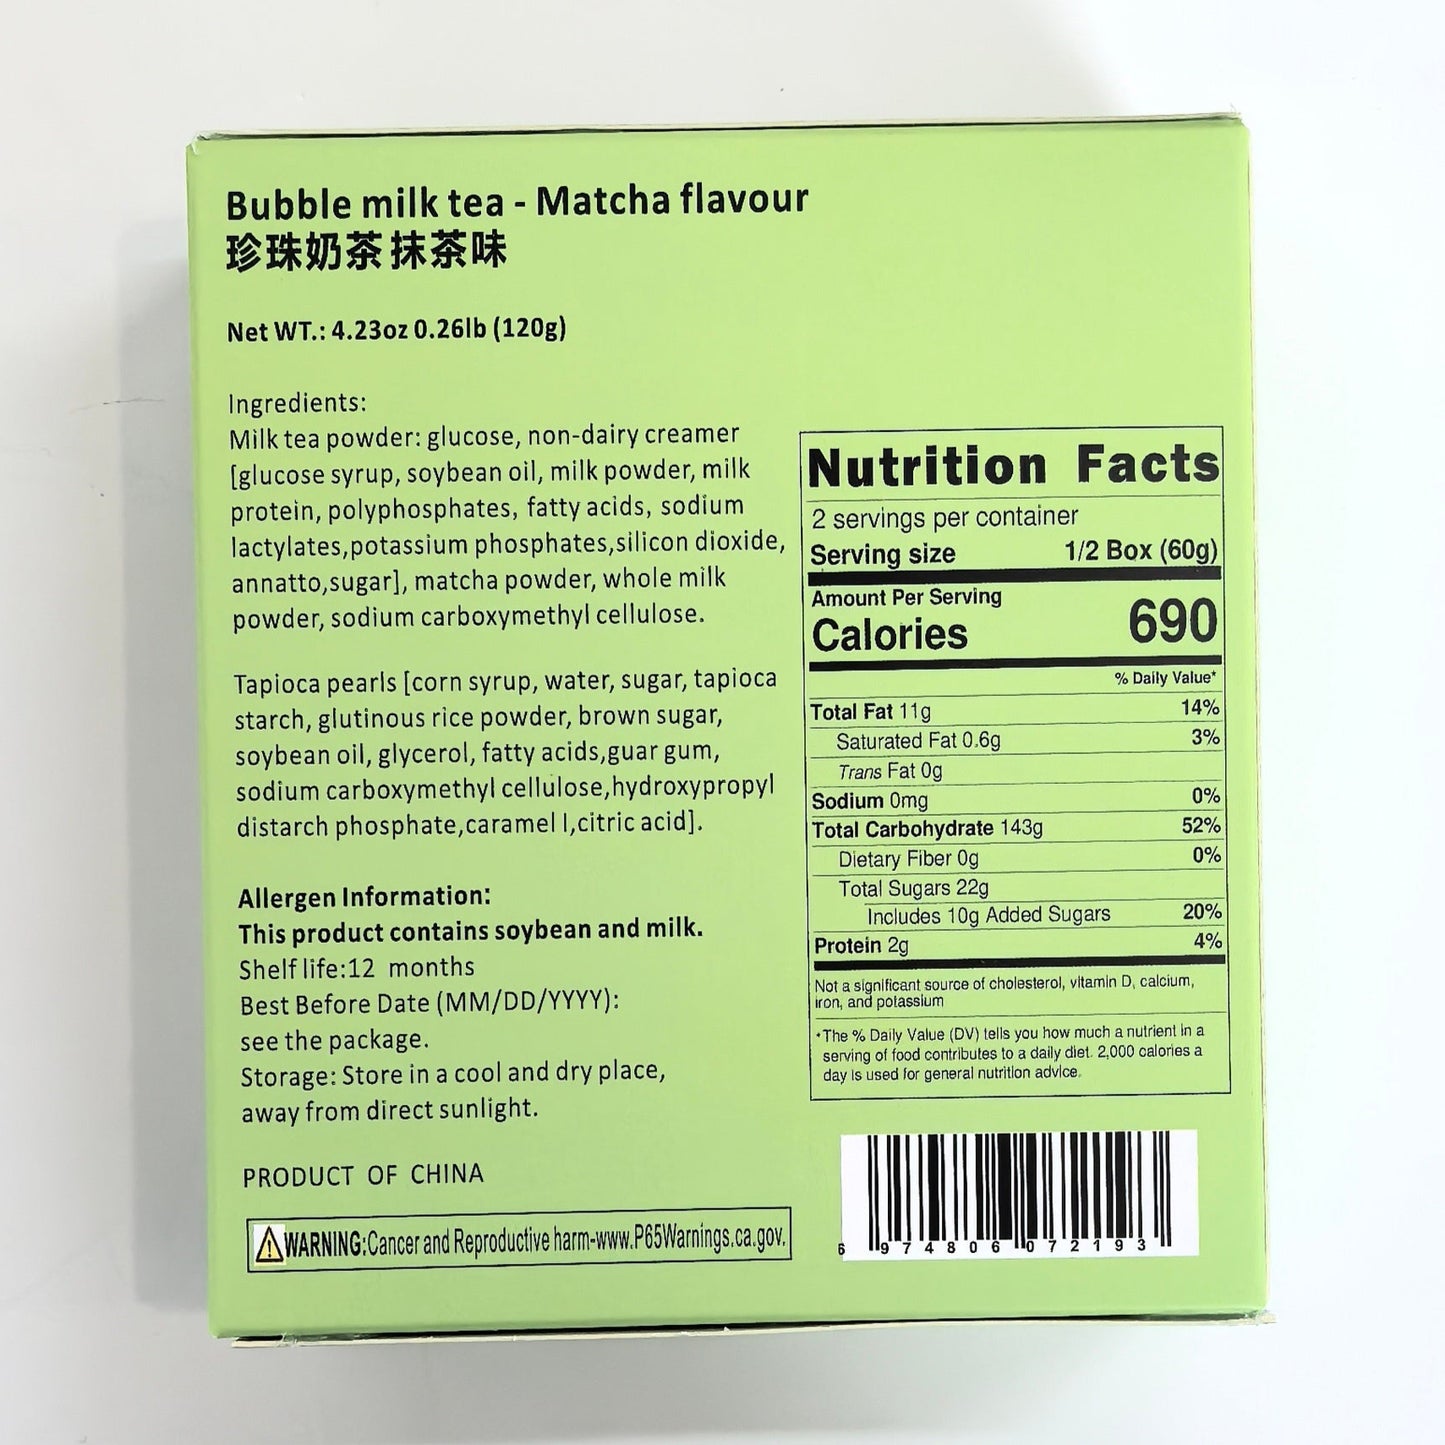 Bubble milk tea - Matcha flavour
珍珠奶茶 抹茶味
Net WT.: 4.23oz 0.26lb (120g)
Ingredients:
Milk tea powder: glucose, non-dairy creamer
[glucose syrup, soybean oil, milk powder, milk
protein, polyphosphates, fatty acids, sodium
lactylates,potassium phosphates,silicon dioxide,
annatto,sugar], matcha powder, whole milk
powder, sodium carboxymethyl cellulose.
Tapioca pearls [corn syrup, water, sugar, tapioca
starch, glutinous rice powder, brown sugar,
soybean oil, glycerol, fatty acids,guar gum,
sodium carboxymethyl cellulose,hydroxypropyl
distarch phosphate,caramel I,citric acid].
Allergen Information:
This product contains soybean and milk.
Shelf life:12 months
Best Before Date (MM/DD/YYYY):
see the package.
Storage: Store in a cool and dry place,
away from direct sunlight.
PRODUCT OF CHINA
WARNING:Cancer and Reproductive harm-www.P65Warnings.ca.gov.
Nutrition Facts
2 servings per container
Serving size 1/2 Box (60g)
Amount Per Serving
Calories 690
% Daily Value*
Total Fat 11g 14%
Saturated Fat 0.6g 3%
Trans Fat 0g
Sodium 0mg 0%
Total Carbohydrate 143g 52%
Dietary Fiber 0g 0%
Total Sugars 22g
Includes 10g Added Sugars 20%
Protein 2g 4%
Not a significant source of cholesterol, vitamin D, calcium,
iron, and potassium
*The % Daily Value (DV) tells you how much a nutrient in a
serving of food contributes to a daily diet. 2,000 calories a
day is used for general nutrition advice.
6 974806 072193